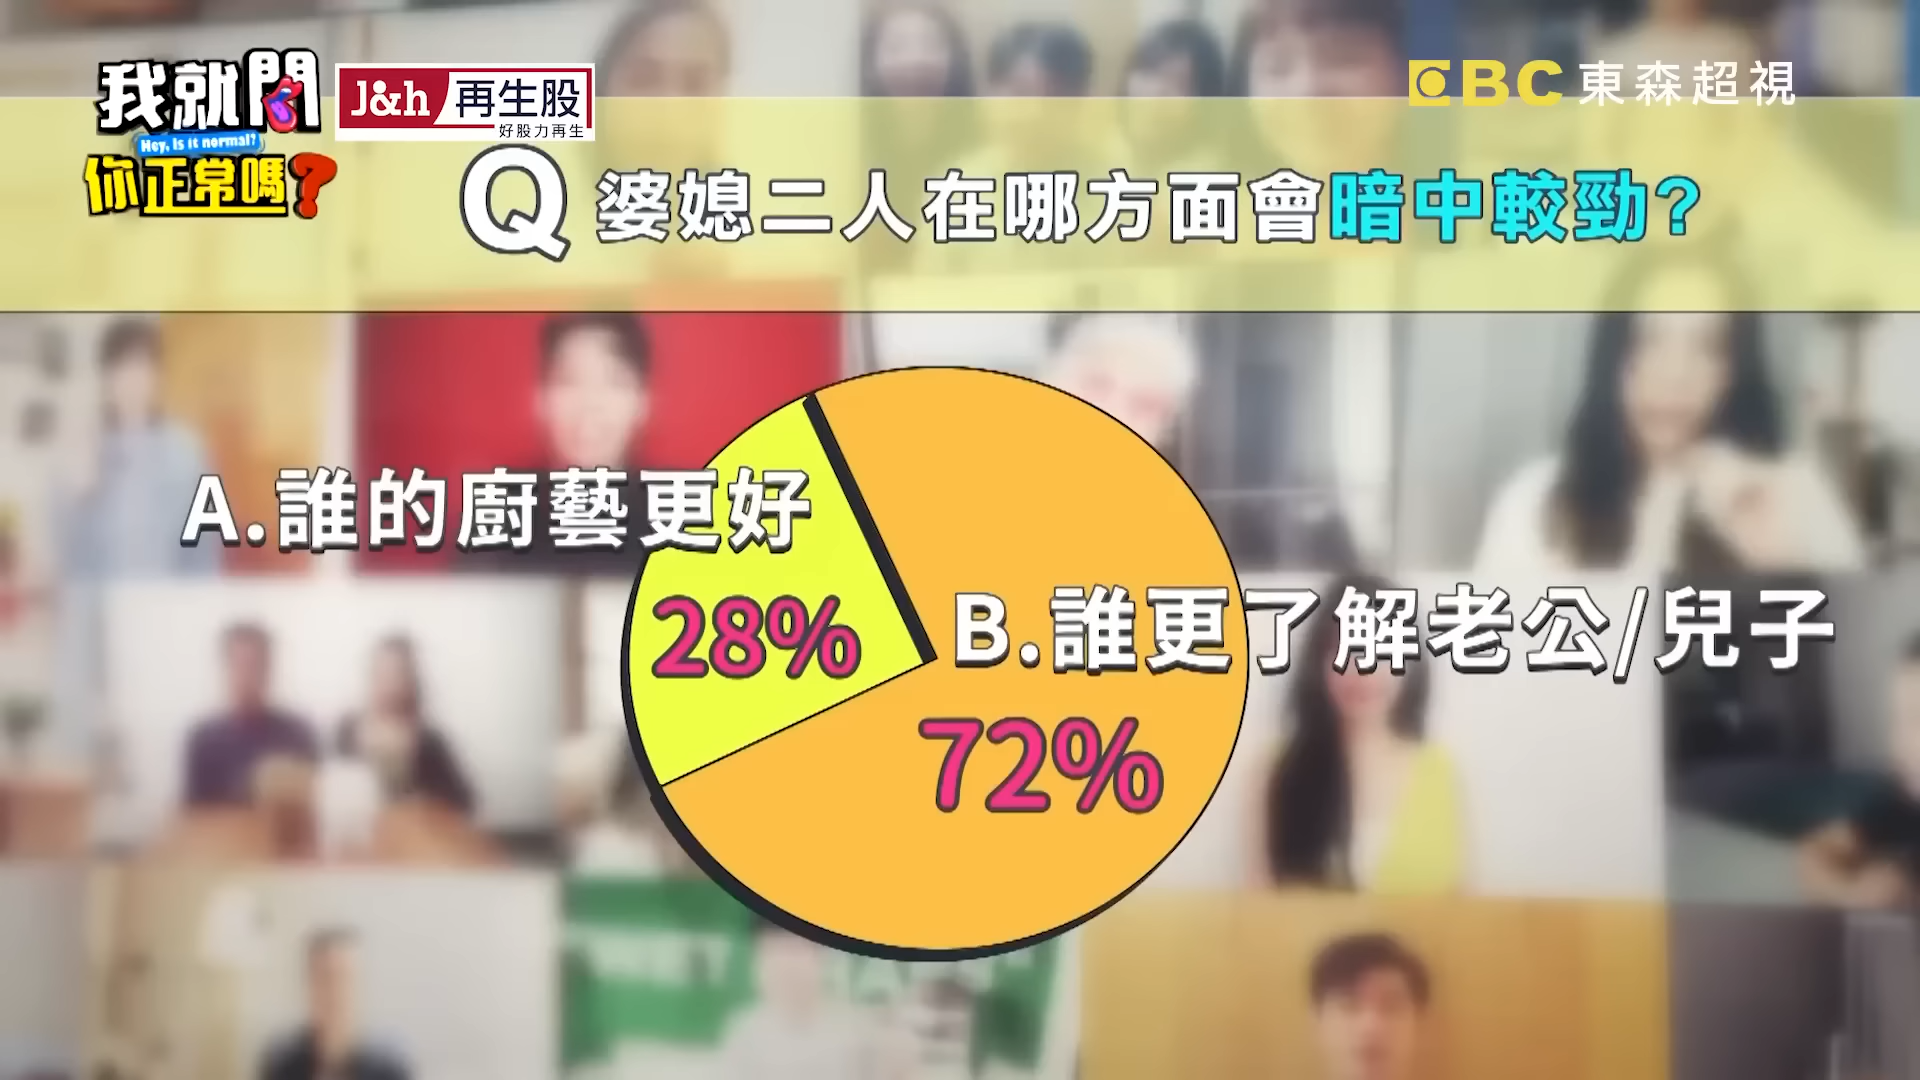 我就問
Hey, is it normal?
你正常嗎?
J&h 再生股
好股力再生
EBC 東森超視
Q 婆媳二人在哪方面會暗中較勁?
A.誰的廚藝更好
28%
B.誰更了解老公/兒子
72%